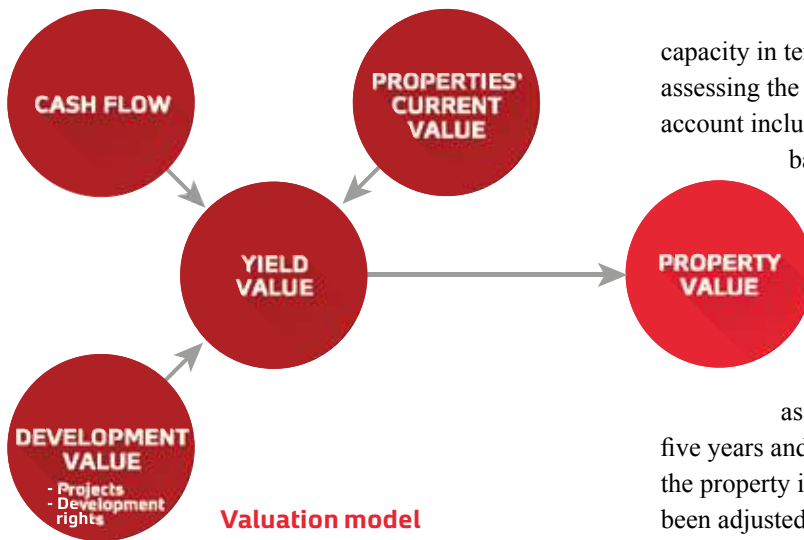 CASH FLOW
PROPERTIES'
CURRENT
VALUE
YIELD
VALUE
PROPERTY
VALUE
DEVELOPMENT
VALUE
- Projects
- Development
rights
Valuation model
capacity in te
assessing the
account inclu
ba
as
five years and
the property i
been adjusted